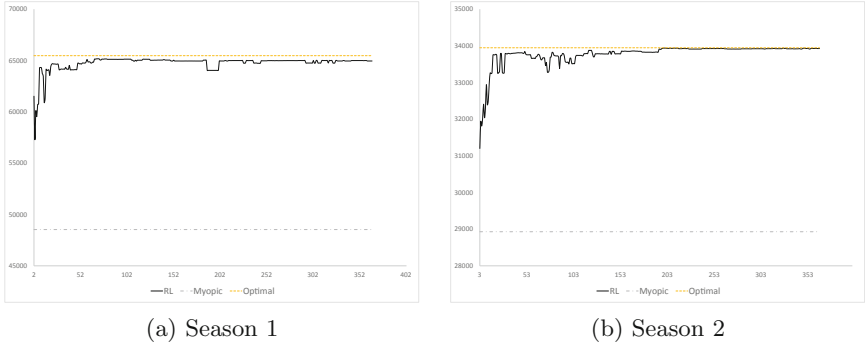 70000
65000
60000
55000
50000
45000
2 52 102 152 202 252 302 352 402
RL Myopic Optimal
(a) Season 1
35000
34000
33000
32000
31000
30000
29000
28000
3 53 103 153 203 253 303 353
RL Myopic Optimal
(b) Season 2